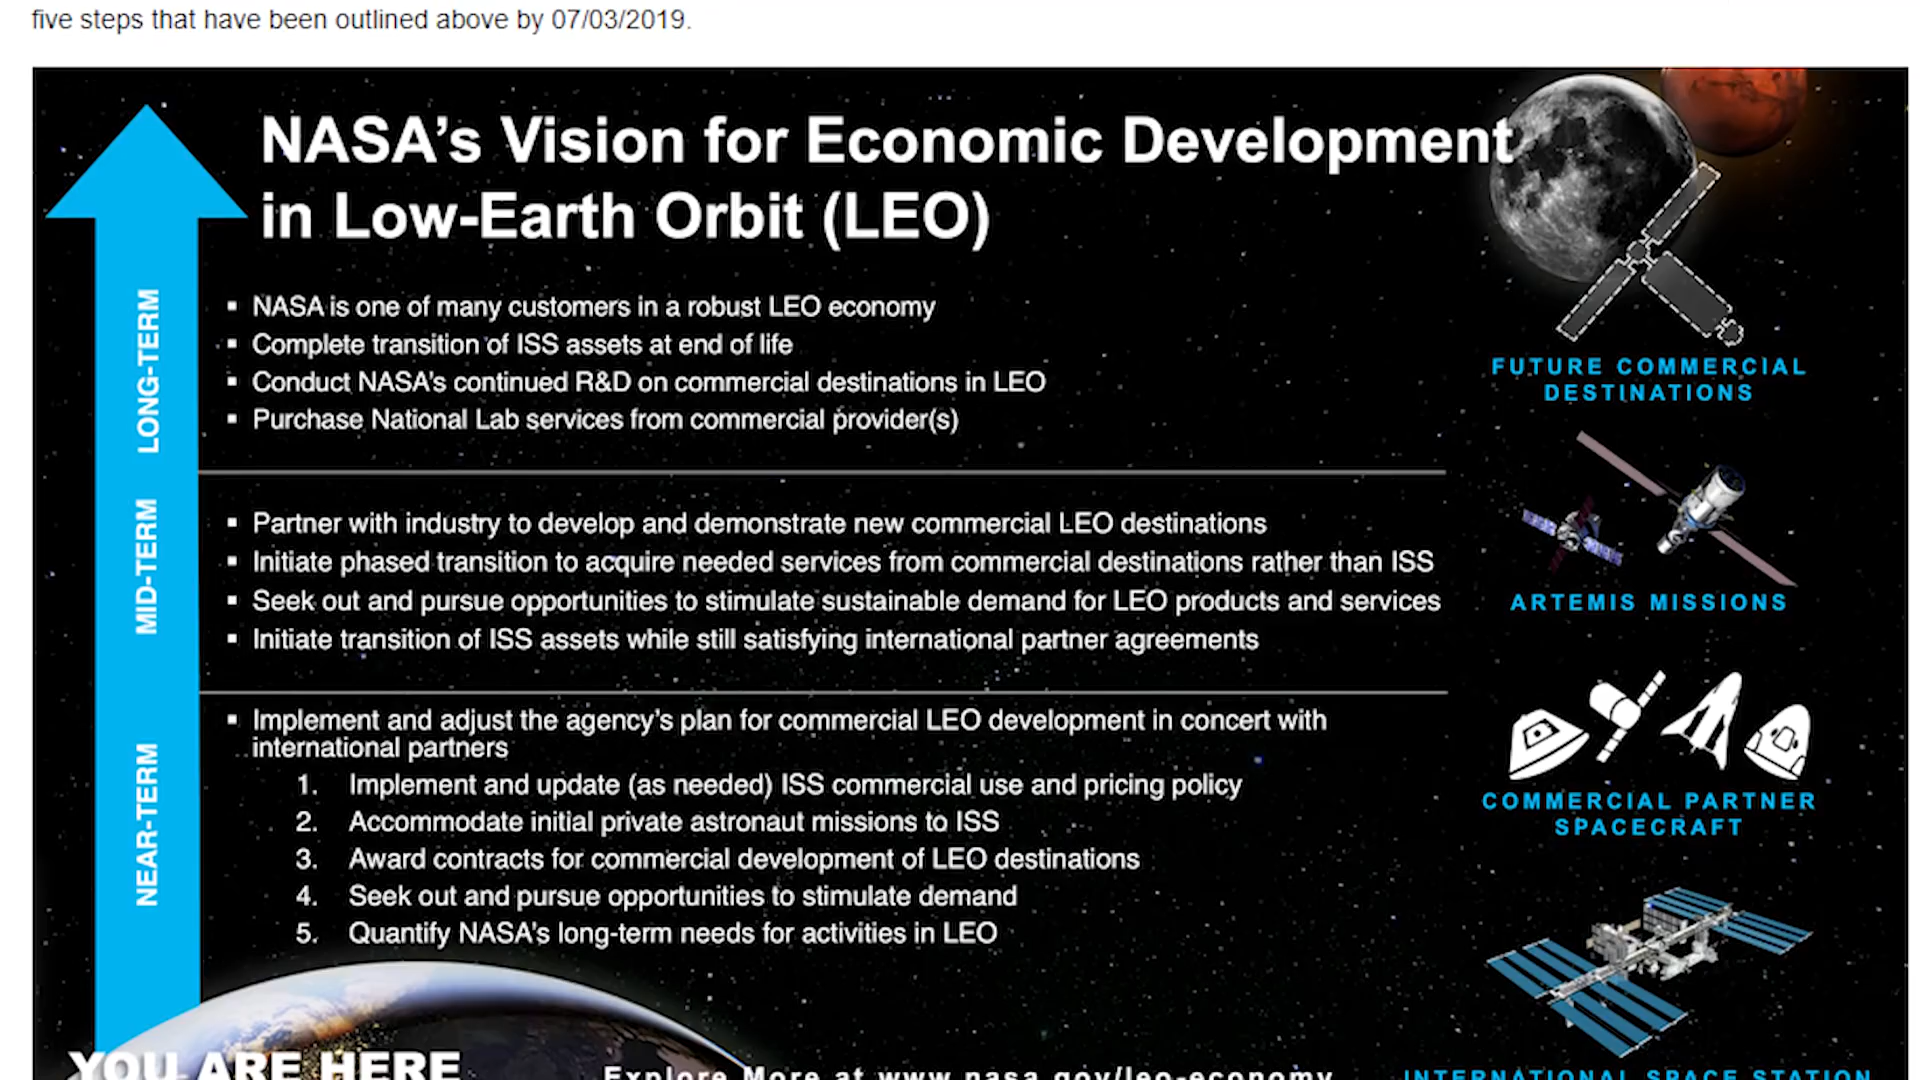 five steps that have been outlined above by 07/03/2019.
NASA's Vision for Economic Development
in Low-Earth Orbit (LEO)
LONG-TERM
▪ NASA is one of many customers in a robust LEO economy
▪ Complete transition of ISS assets at end of life
▪ Conduct NASA's continued R&D on commercial destinations in LEO
▪ Purchase National Lab services from commercial provider(s)
FUTURE COMMERCIAL
DESTINATIONS
MID-TERM
▪ Partner with industry to develop and demonstrate new commercial LEO destinations
▪ Initiate phased transition to acquire needed services from commercial destinations rather than ISS
▪ Seek out and pursue opportunities to stimulate sustainable demand for LEO products and services
▪ Initiate transition of ISS assets while still satisfying international partner agreements
ARTEMIS MISSIONS
NEAR-TERM
▪ Implement and adjust the agency's plan for commercial LEO development in concert with
international partners
1. Implement and update (as needed) ISS commercial use and pricing policy
2. Accommodate initial private astronaut missions to ISS
3. Award contracts for commercial development of LEO destinations
4. Seek out and pursue opportunities to stimulate demand
5. Quantify NASA's long-term needs for activities in LEO
COMMERCIAL PARTNER
SPACECRAFT
YOU ARE HERE
Explore More at www.nasa.gov/leo-economy
INTERNATIONAL SPACE STATION